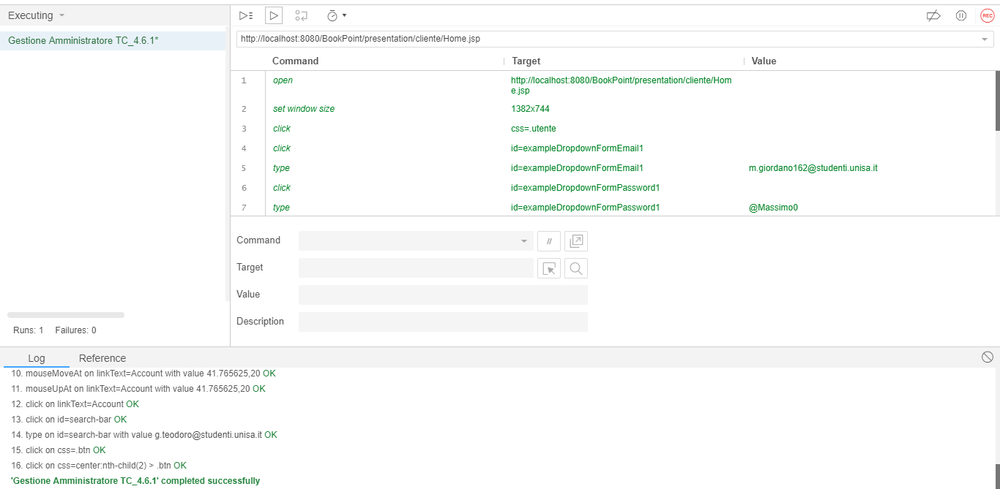 Executing
Gestione Amministratore TC_4.6.1*
REC
http://localhost:8080/BookPoint/presentation/cliente/Home.jsp
Command Target Value
1 open http://localhost:8080/BookPoint/presentation/cliente/Hom
e.jsp
2 set window size 1382x744
3 click css=.utente
4 click id=exampleDropdownFormEmail1
5 type id=exampleDropdownFormEmail1 m.giordano162@studenti.unisa.it
6 click id=exampleDropdownFormPassword1
7 type id=exampleDropdownFormPassword1 @Massimo0
Command //
Target
Value
Description
Runs: 1 Failures: 0
Log Reference
10. mouseMoveAt on linkText=Account with value 41.765625,20 OK
11. mouseUpAt on linkText=Account with value 41.765625,20 OK
12. click on linkText=Account OK
13. click on id=search-bar OK
14. type on id=search-bar with value g.teodoro@studenti.unisa.it OK
15. click on css=.btn OK
16. click on css=center:nth-child(2) > .btn OK
'Gestione Amministratore TC_4.6.1' completed successfully